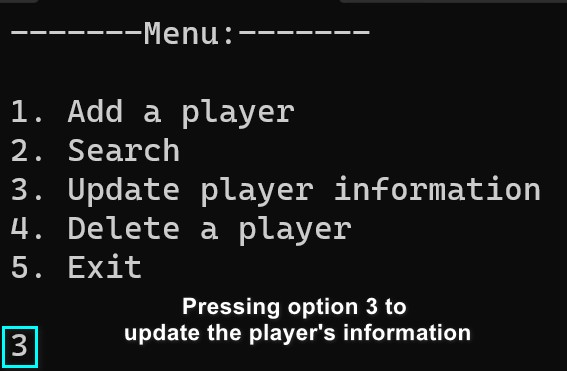 -------Menu:-------
1. Add a player
2. Search
3. Update player information
4. Delete a player
5. Exit
Pressing option 3 to
update the player's information
3